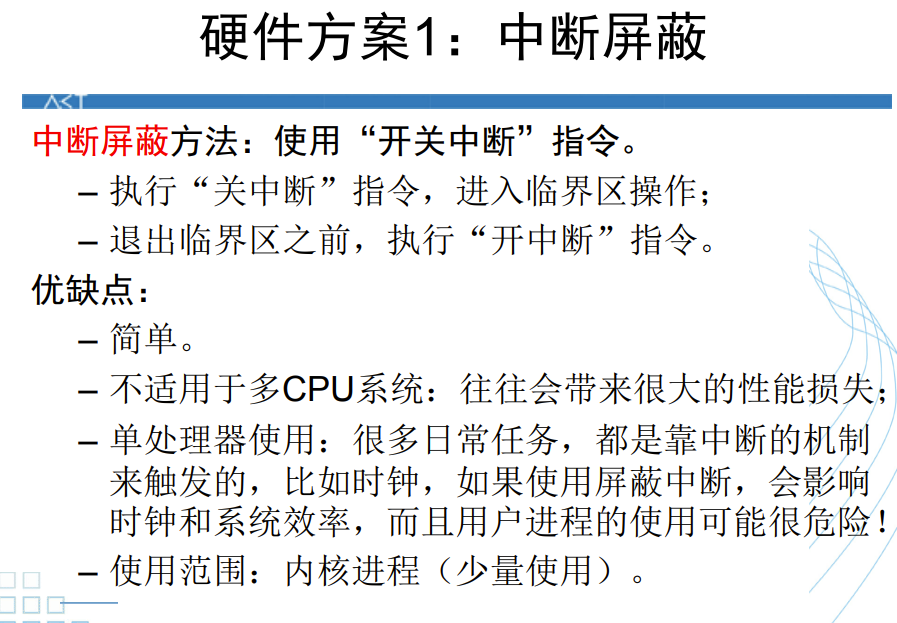 硬件方案1：中断屏蔽
ACT
中断屏蔽方法：使用“开关中断”指令。
– 执行“关中断”指令，进入临界区操作；
– 退出临界区之前，执行“开中断”指令。
优缺点：
– 简单。
– 不适用于多CPU系统：往往会带来很大的性能损失；
– 单处理器使用：很多日常任务，都是靠中断的机制
来触发的，比如时钟，如果使用屏蔽中断，会影响
时钟和系统效率，而且用户进程的使用可能很危险！
– 使用范围：内核进程（少量使用）。